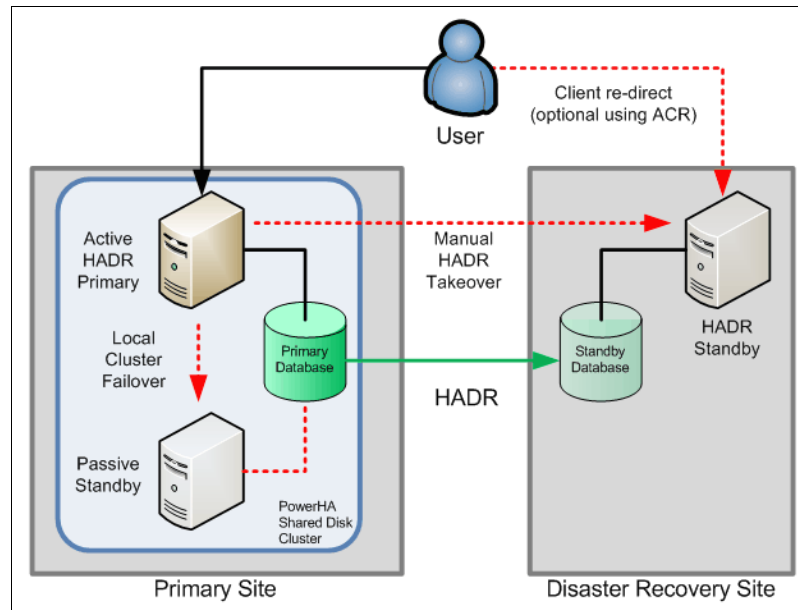 User
Client re-direct
(optional using ACR)
Active
HADR
Primary
Manual
HADR
Takeover
HADR
Standby
Local
Cluster
Failover
Primary
Database
Standby
Database
HADR
Passive
Standby
PowerHA
Shared Disk
Cluster
Primary Site
Disaster Recovery Site